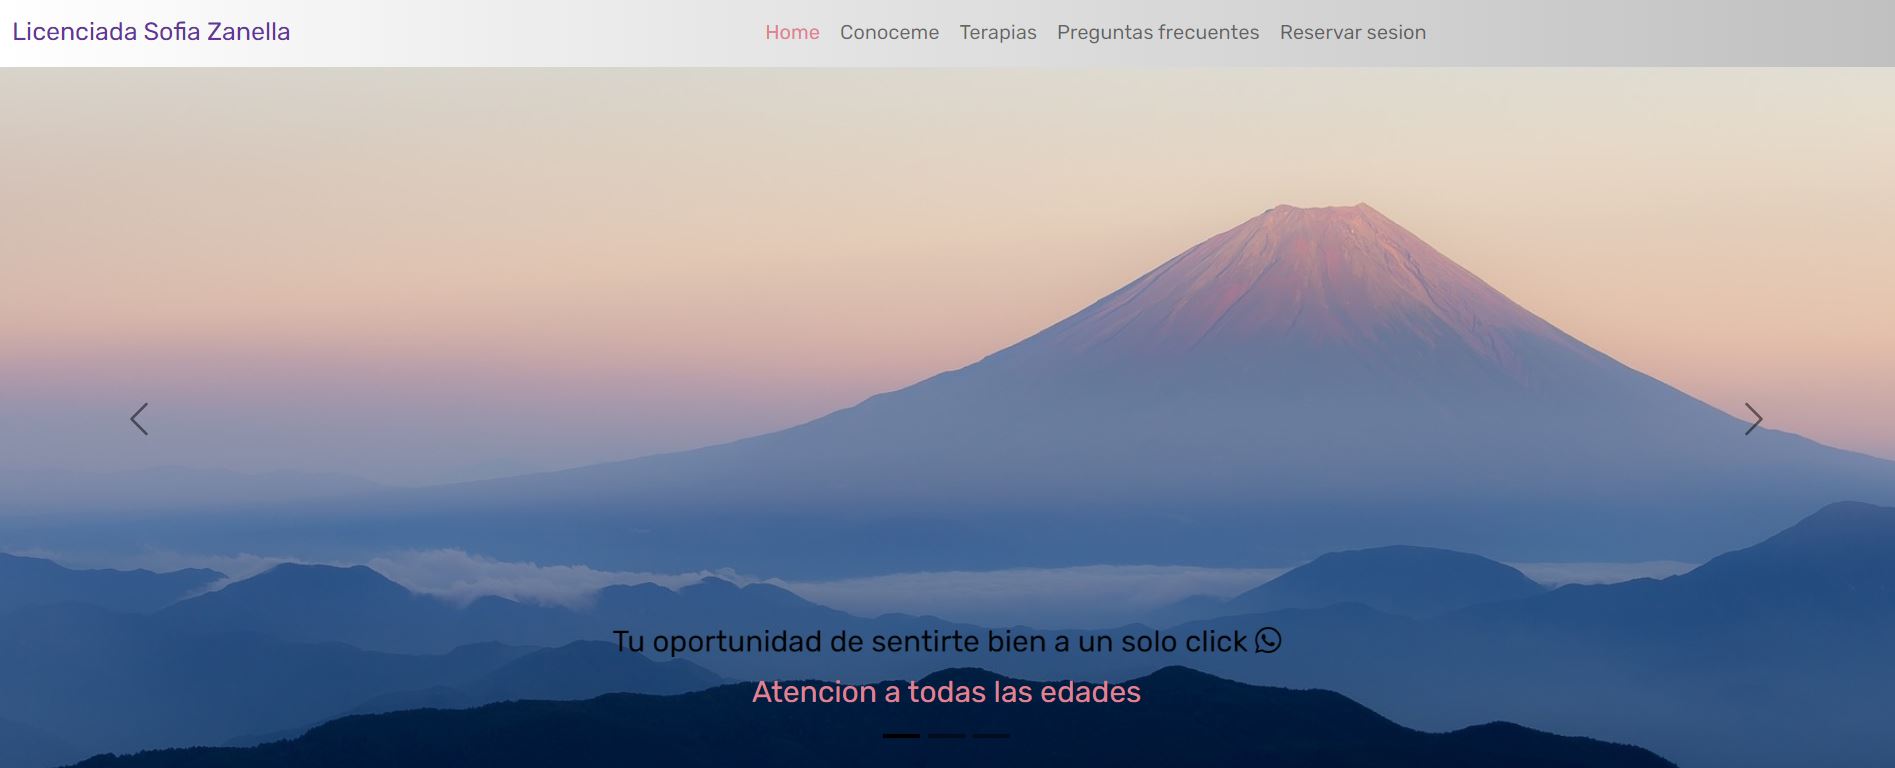 Licenciada Sofia Zanella
Home Conoceme Terapias Preguntas frecuentes Reservar sesion
Tu oportunidad de sentirte bien a un solo click
Atencion a todas las edades